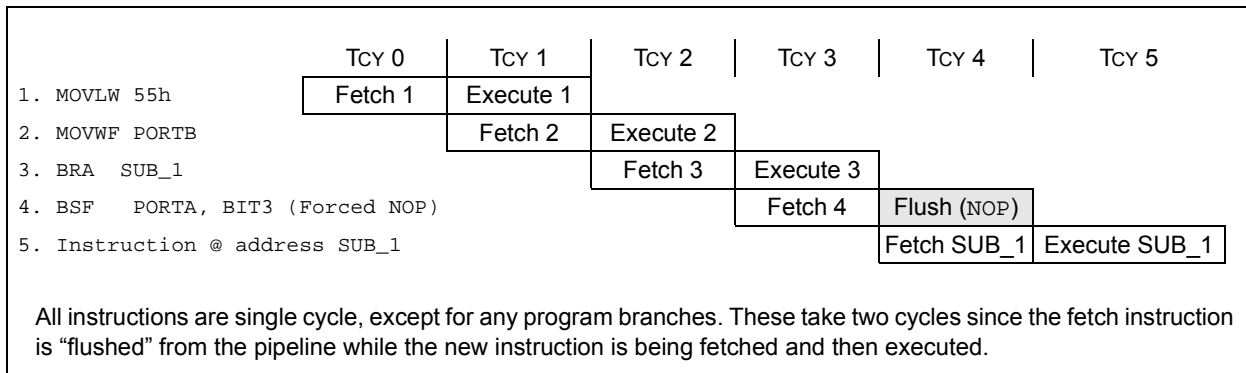 TCY 0 TCY 1 TCY 2 TCY 3 TCY 4 TCY 5
1. MOVLW 55h Fetch 1 Execute 1
2. MOVWF PORTB Fetch 2 Execute 2
3. BRA SUB_1 Fetch 3 Execute 3
4. BSF PORTA, BIT3 (Forced NOP) Fetch 4 Flush (NOP)
5. Instruction @ address SUB_1 Fetch SUB_1 Execute SUB_1
All instructions are single cycle, except for any program branches. These take two cycles since the fetch instruction
is “flushed” from the pipeline while the new instruction is being fetched and then executed.